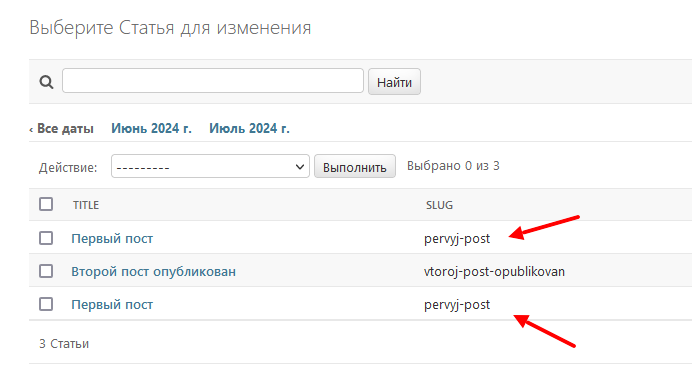 Выберите Статья для изменения
Найти
‹ Все даты Июнь 2024 г. Июль 2024 г.
Действие: --------- Выполнить Выбрано 0 из 3
TITLE SLUG
Первый пост pervyj-post
Второй пост опубликован vtoroj-post-opublikovan
Первый пост pervyj-post
3 Статьи